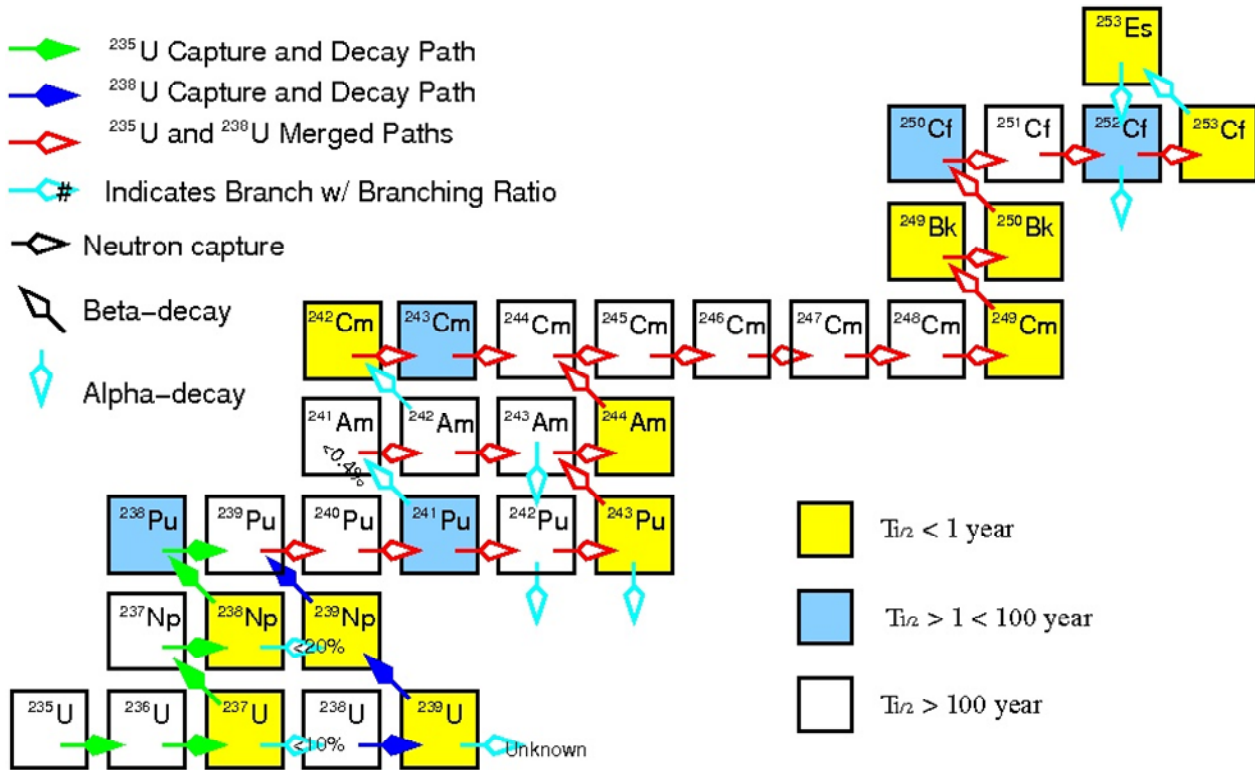 ²³⁵U Capture and Decay Path
²³⁸U Capture and Decay Path
²³⁵U and ²³⁸U Merged Paths
# Indicates Branch w/ Branching Ratio
Neutron capture
Beta-decay
Alpha-decay
²⁵³Es
²⁵⁰Cf ²⁵¹Cf ²⁵²Cf ²⁵³Cf
²⁴⁹Bk ²⁵⁰Bk
²⁴²Cm ²⁴³Cm ²⁴⁴Cm ²⁴⁵Cm ²⁴⁶Cm ²⁴⁷Cm ²⁴⁸Cm ²⁴⁹Cm
²⁴¹Am ²⁴²Am ²⁴³Am ²⁴⁴Am
<0.4%
²³⁸Pu ²³⁹Pu ²⁴⁰Pu ²⁴¹Pu ²⁴²Pu ²⁴³Pu
²³⁷Np ²³⁸Np ²³⁹Np
<20%
²³⁵U ²³⁶U ²³⁷U ²³⁸U ²³⁹U
<10%
Unknown
T₁/₂ < 1 year
T₁/₂ > 1 < 100 year
T₁/₂ > 100 year